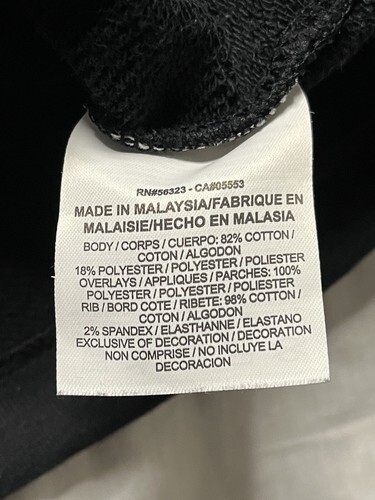 RN#56323 - CA#05553
MADE IN MALAYSIA/FABRIQUE EN
MALAISIE/HECHO EN MALASIA
BODY / CORPS / CUERPO: 82% COTTON /
COTON / ALGODON
18% POLYESTER / POLYESTER / POLIESTER
OVERLAYS / APPLIQUES / PARCHES: 100%
POLYESTER / POLYESTER / POLIESTER
RIB / BORD COTE / RIBETE: 98% COTTON /
COTON / ALGODON
2% SPANDEX / ELASTHANNE / ELASTANO
EXCLUSIVE OF DECORATION / DECORATION
NON COMPRISE / NO INCLUYE LA
DECORACION